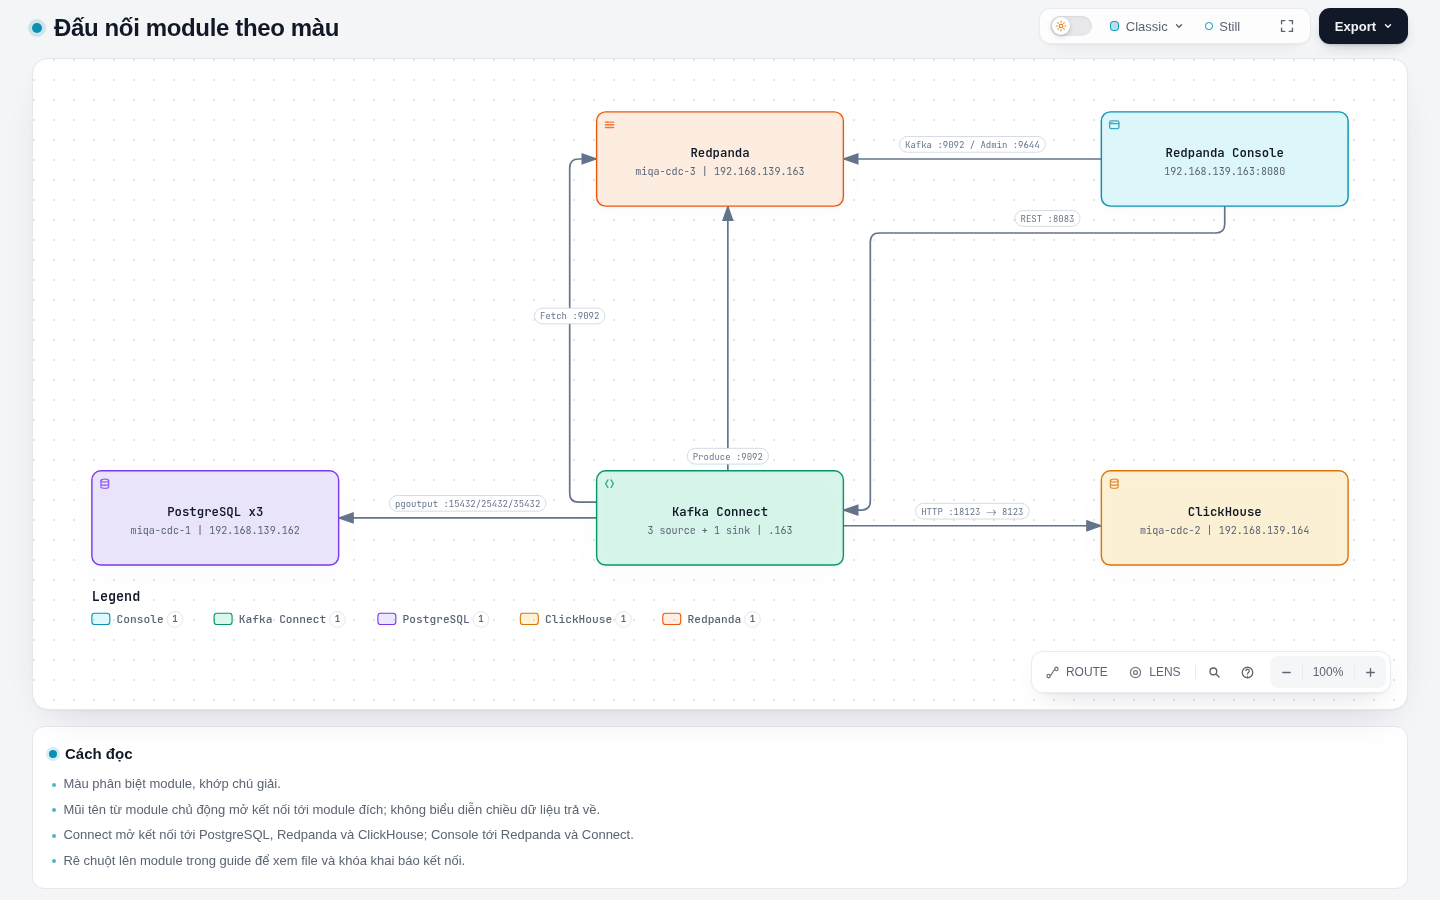 Đấu nối module theo màu
Classic
Still
Export
Redpanda
miqa-cdc-3 | 192.168.139.163
Kafka :9092 / Admin :9644
Redpanda Console
192.168.139.163:8080
REST :8083
Fetch :9092
Produce :9092
PostgreSQL x3
miqa-cdc-1 | 192.168.139.162
pgoutput :15432/25432/35432
Kafka Connect
3 source + 1 sink | .163
HTTP :18123 → 8123
ClickHouse
miqa-cdc-2 | 192.168.139.164
Legend
Console 1 Kafka Connect 1 PostgreSQL 1 ClickHouse 1 Redpanda 1
ROUTE LENS 100%
Cách đọc
Màu phân biệt module, khớp chú giải.
Mũi tên từ module chủ động mở kết nối tới module đích; không biểu diễn chiều dữ liệu trả về.
Connect mở kết nối tới PostgreSQL, Redpanda và ClickHouse; Console tới Redpanda và Connect.
Rê chuột lên module trong guide để xem file và khóa khai báo kết nối.